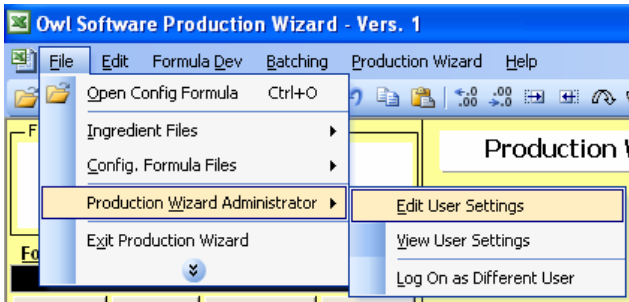 Owl Software Production Wizard - Vers. 1
File Edit Formula Dev Batching Production Wizard Help
Open Config Formula Ctrl+O
Ingredient Files
Production
Config. Formula Files
Production Wizard Administrator Edit User Settings
Exit Production Wizard View User Settings
Log On as Different User